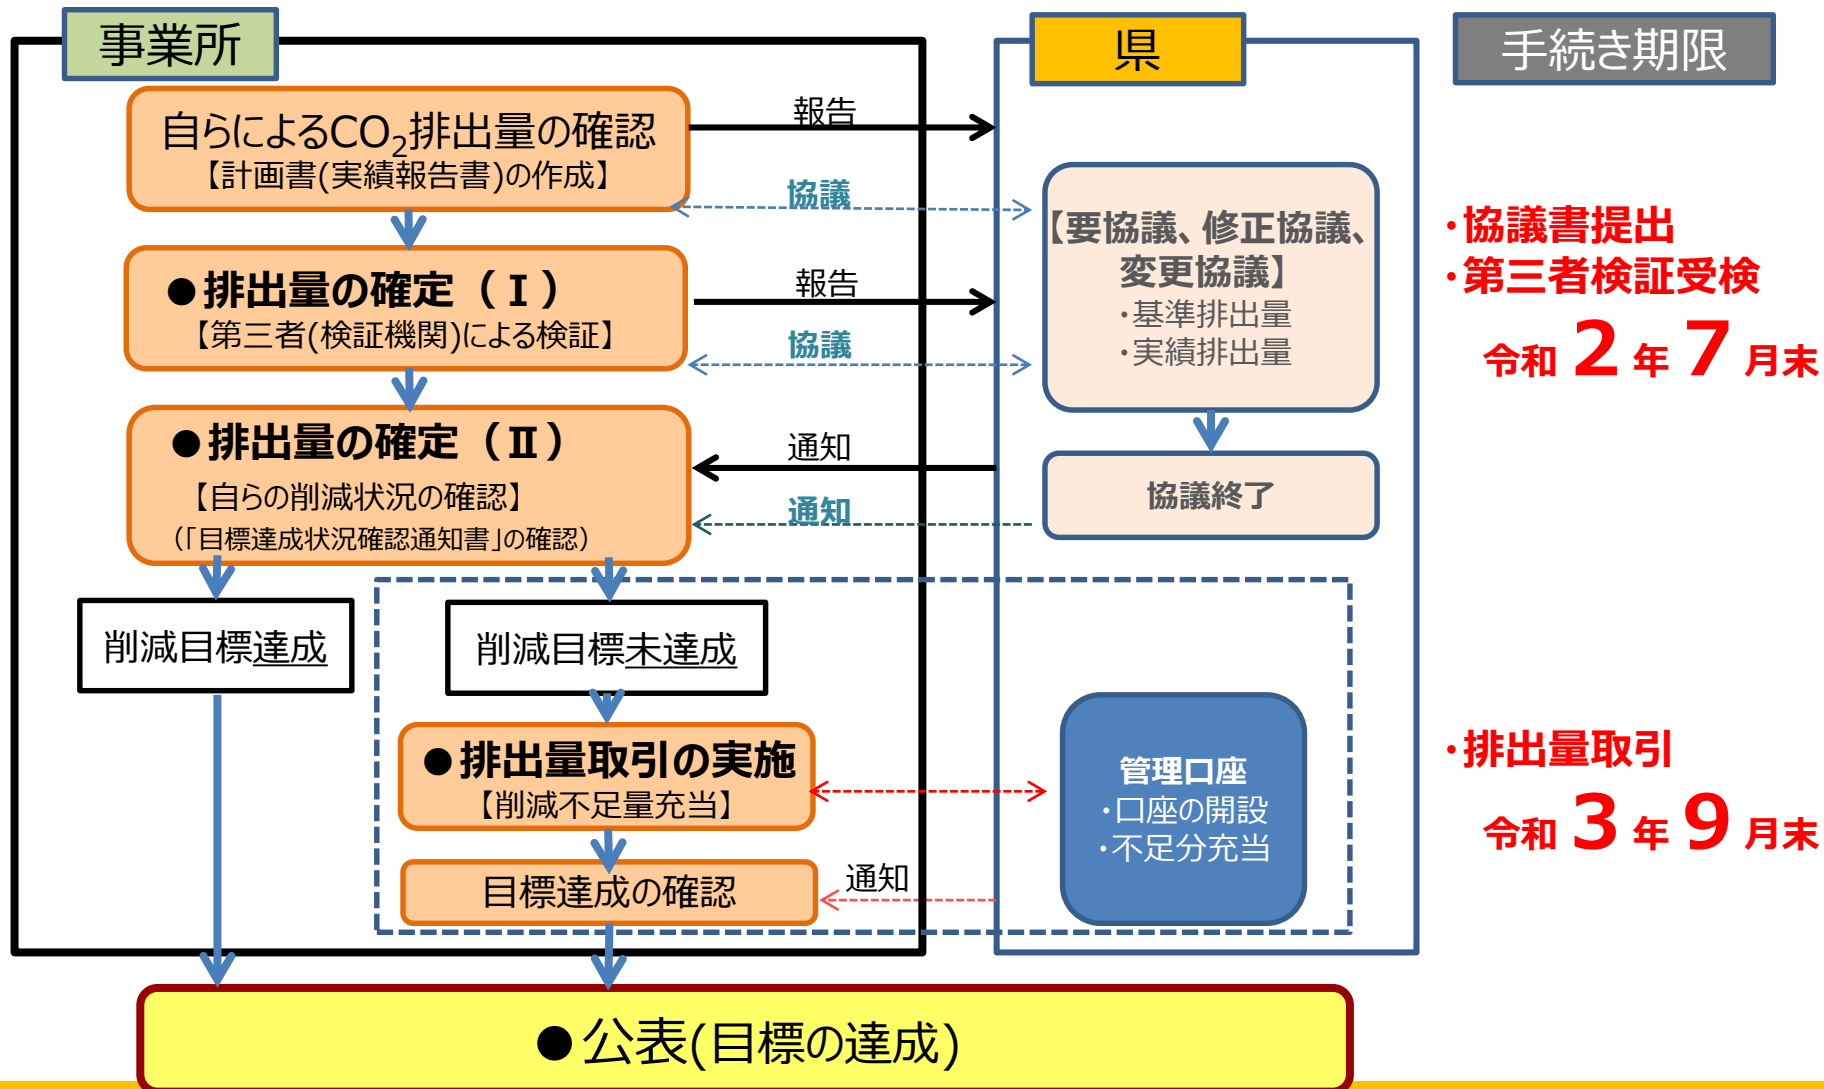 事業所
県
手続き期限
自らによるCO₂排出量の確認
【計画書(実績報告書)の作成】
報告
協議
●排出量の確定（Ⅰ）
【第三者(検証機関)による検証】
報告
協議
【要協議、修正協議、
変更協議】
・基準排出量
・実績排出量
・協議書提出
・第三者検証受検
令和 2 年 7 月末
●排出量の確定（Ⅱ）
【自らの削減状況の確認】
（「目標達成状況確認通知書」の確認）
通知
通知
協議終了
削減目標達成
削減目標未達成
●排出量取引の実施
【削減不足量充当】
管理口座
・口座の開設
・不足分充当
・排出量取引
令和 3 年 9 月末
目標達成の確認
通知
●公表(目標の達成)